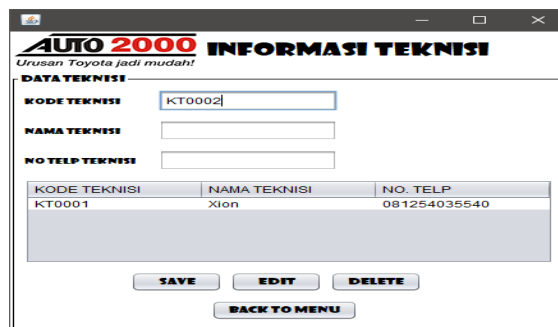 AUTO 2000 INFORMASI TEKNISI
Urusan Toyota jadi mudah!
DATA TEKNISI
KODE TEKNISI KT0002
NAMA TEKNISI
NO TELP TEKNISI
KODE TEKNISI NAMA TEKNISI NO. TELP
KT0001 Xion 081254035540
SAVE EDIT DELETE
BACK TO MENU